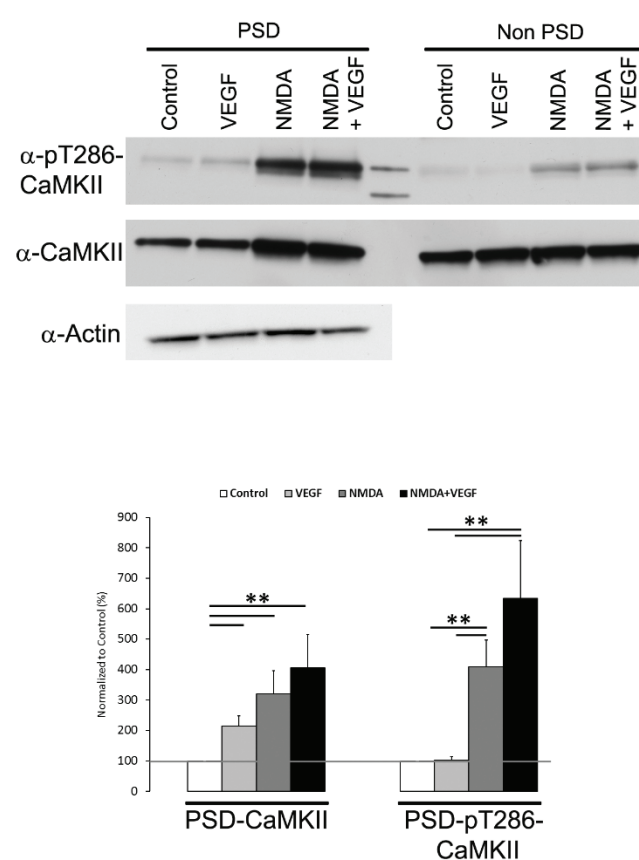 PSD Non PSD
Control VEGF NMDA NMDA + VEGF Control VEGF NMDA NMDA + VEGF
α-pT286-
CaMKII
α-CaMKII
α-Actin
Control VEGF NMDA NMDA+VEGF
Normalized to Control (%)
900
800
700
600
500
400
300
200
100
0
**
**
**
PSD-CaMKII PSD-pT286-
CaMKII